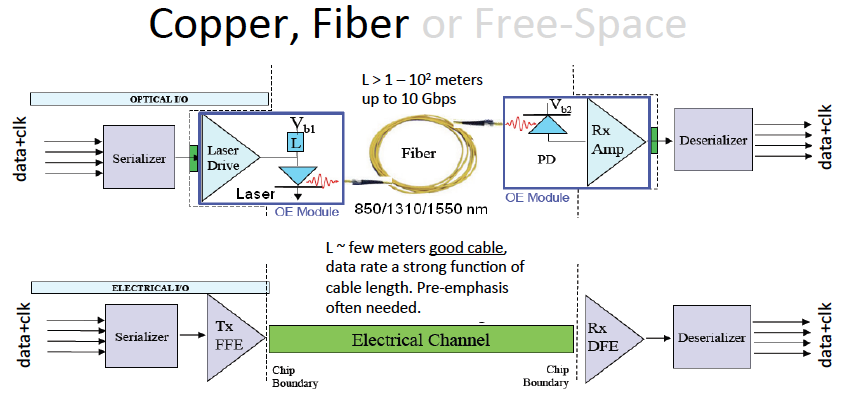 Copper, Fiber or Free-Space
L > 1 – 10² meters
up to 10 Gbps
OPTICAL I/O
data+clk
Serializer
Laser
Drive
Vb1
L
Laser
OE Module
Fiber
850/1310/1550 nm
Vb2
PD
Rx
Amp
OE Module
Deserializer
data+clk
L ~ few meters good cable,
data rate a strong function of
cable length. Pre-emphasis
often needed.
ELECTRICAL I/O
data+clk
Serializer
Tx
FFE
Electrical Channel
Chip
Boundary
Chip
Boundary
Rx
DFE
Deserializer
data+clk